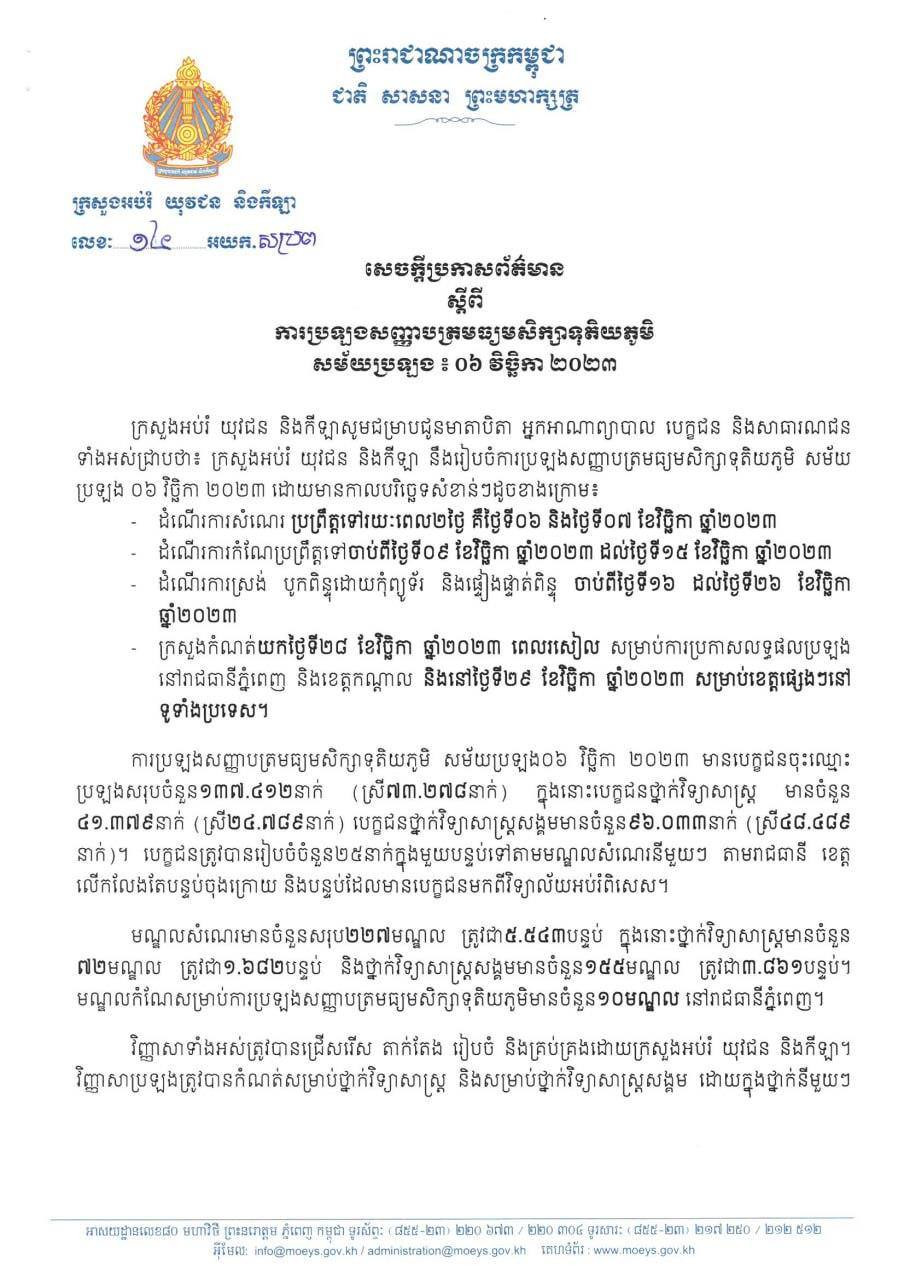 ព្រះរាជាណាចក្រកម្ពុជា
ជាតិ សាសនា ព្រះមហាក្សត្រ
ក្រសួងអប់រំ យុវជន និងកីឡា
លេខៈ ១៤ អយក.សប្រព
សេចក្តីប្រកាសព័ត៌មាន
ស្តីពី
ការប្រឡងសញ្ញាបត្រមធ្យមសិក្សាទុតិយភូមិ
សម័យប្រឡង ៖ ០៦ វិច្ឆិកា ២០២៣
ក្រសួងអប់រំ យុវជន និងកីឡាសូមជម្រាបជូនមាតាបិតា អ្នកអាណាព្យាបាល បេក្ខជន និងសាធារណជន
ទាំងអស់ជ្រាបថា៖ ក្រសួងអប់រំ យុវជន និងកីឡា នឹងរៀបចំការប្រឡងសញ្ញាបត្រមធ្យមសិក្សាទុតិយភូមិ សម័យ
ប្រឡង ០៦ វិច្ឆិកា ២០២៣ ដោយមានកាលបរិច្ឆេទសំខាន់ៗដូចខាងក្រោម៖
- ដំណើរការសំណេរ ប្រព្រឹត្តទៅរយៈពេល២ថ្ងៃ គឺថ្ងៃទី០៦ និងថ្ងៃទី០៧ ខែវិច្ឆិកា ឆ្នាំ២០២៣
- ដំណើរការកំណែប្រព្រឹត្តទៅចាប់ពីថ្ងៃទី០៩ ខែវិច្ឆិកា ឆ្នាំ២០២៣ ដល់ថ្ងៃទី១៥ ខែវិច្ឆិកា ឆ្នាំ២០២៣
- ដំណើរការស្រង់ បូកពិន្ទុដោយកុំព្យូទ័រ និងផ្ទៀងផ្ទាត់ពិន្ទុ ចាប់ពីថ្ងៃទី១៦ ដល់ថ្ងៃទី២៦ ខែវិច្ឆិកា
ឆ្នាំ២០២៣
- ក្រសួងកំណត់យកថ្ងៃទី២៨ ខែវិច្ឆិកា ឆ្នាំ២០២៣ ពេលរសៀល សម្រាប់ការប្រកាសលទ្ធផលប្រឡង
នៅរាជធានីភ្នំពេញ និងខេត្តកណ្តាល និងនៅថ្ងៃទី២៩ ខែវិច្ឆិកា ឆ្នាំ២០២៣ សម្រាប់ខេត្តផ្សេងៗនៅ
ទូទាំងប្រទេស។
ការប្រឡងសញ្ញាបត្រមធ្យមសិក្សាទុតិយភូមិ សម័យប្រឡង០៦ វិច្ឆិកា ២០២៣ មានបេក្ខជនចុះឈ្មោះ
ប្រឡងសរុបចំនួន១៣៧.៤១២នាក់ (ស្រី៧៣.២៧៨នាក់) ក្នុងនោះបេក្ខជនថ្នាក់វិទ្យាសាស្ត្រ មានចំនួន
៤១.៣៧៩នាក់ (ស្រី២៤.៧៨៩នាក់) បេក្ខជនថ្នាក់វិទ្យាសាស្ត្រសង្គមមានចំនួន៩៦.០៣៣នាក់ (ស្រី៤៨.៤៨៩
នាក់)។ បេក្ខជនត្រូវបានរៀបចំចំនួន២៥នាក់ក្នុងមួយបន្ទប់ទៅតាមមណ្ឌលសំណេរនីមួយៗ តាមរាជធានី ខេត្ត
លើកលែងតែបន្ទប់ចុងក្រោយ និងបន្ទប់ដែលមានបេក្ខជនមកពីវិទ្យាល័យអប់រំពិសេស។
មណ្ឌលសំណេរមានចំនួនសរុប២២៧មណ្ឌល ត្រូវជា៥.៥៤៣បន្ទប់ ក្នុងនោះថ្នាក់វិទ្យាសាស្ត្រមានចំនួន
៧២មណ្ឌល ត្រូវជា១.៦៨២បន្ទប់ និងថ្នាក់វិទ្យាសាស្ត្រសង្គមមានចំនួន១៥៥មណ្ឌល ត្រូវជា៣.៨៦១បន្ទប់។
មណ្ឌលកំណែសម្រាប់ការប្រឡងសញ្ញាបត្រមធ្យមសិក្សាទុតិយភូមិមានចំនួន១០មណ្ឌល នៅរាជធានីភ្នំពេញ។
វិញ្ញាសាទាំងអស់ត្រូវបានជ្រើសរើស តាក់តែង រៀបចំ និងគ្រប់គ្រងដោយក្រសួងអប់រំ យុវជន និងកីឡា។
វិញ្ញាសាប្រឡងត្រូវបានកំណត់សម្រាប់ថ្នាក់វិទ្យាសាស្ត្រ និងសម្រាប់ថ្នាក់វិទ្យាសាស្ត្រសង្គម ដោយក្នុងថ្នាក់នីមួយៗ
អាសយដ្ឋានលេខ៨០ មហាវិថី ព្រះនរោត្តម ភ្នំពេញ កម្ពុជា ទូរស័ព្ទៈ (៨៥៥-២៣) ២២០ ៦៧៣ / ២២០ ៣០៤ ទូរសារៈ (៨៥៥-២៣) ២១៧ ២៥០ / ២១២ ៥១២
អ៊ីមែល: info@moeys.gov.kh / administration@moeys.gov.kh គេហទំព័រ : www.moeys.gov.kh